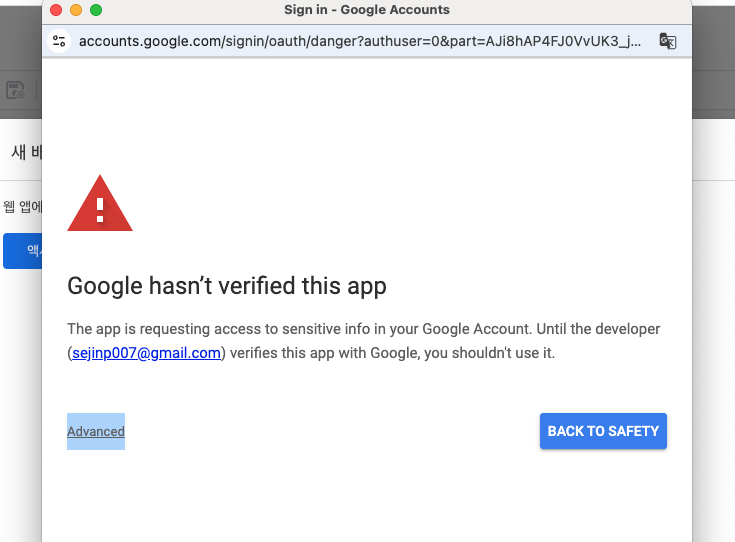 Sign in - Google Accounts
accounts.google.com/signin/oauth/danger?authuser=0&part=AJi8hAP4FJ0VvUK3_j...
새 배
웹 앱에
액
Google hasn’t verified this app
The app is requesting access to sensitive info in your Google Account. Until the developer
(sejinp007@gmail.com) verifies this app with Google, you shouldn't use it.
Advanced
BACK TO SAFETY